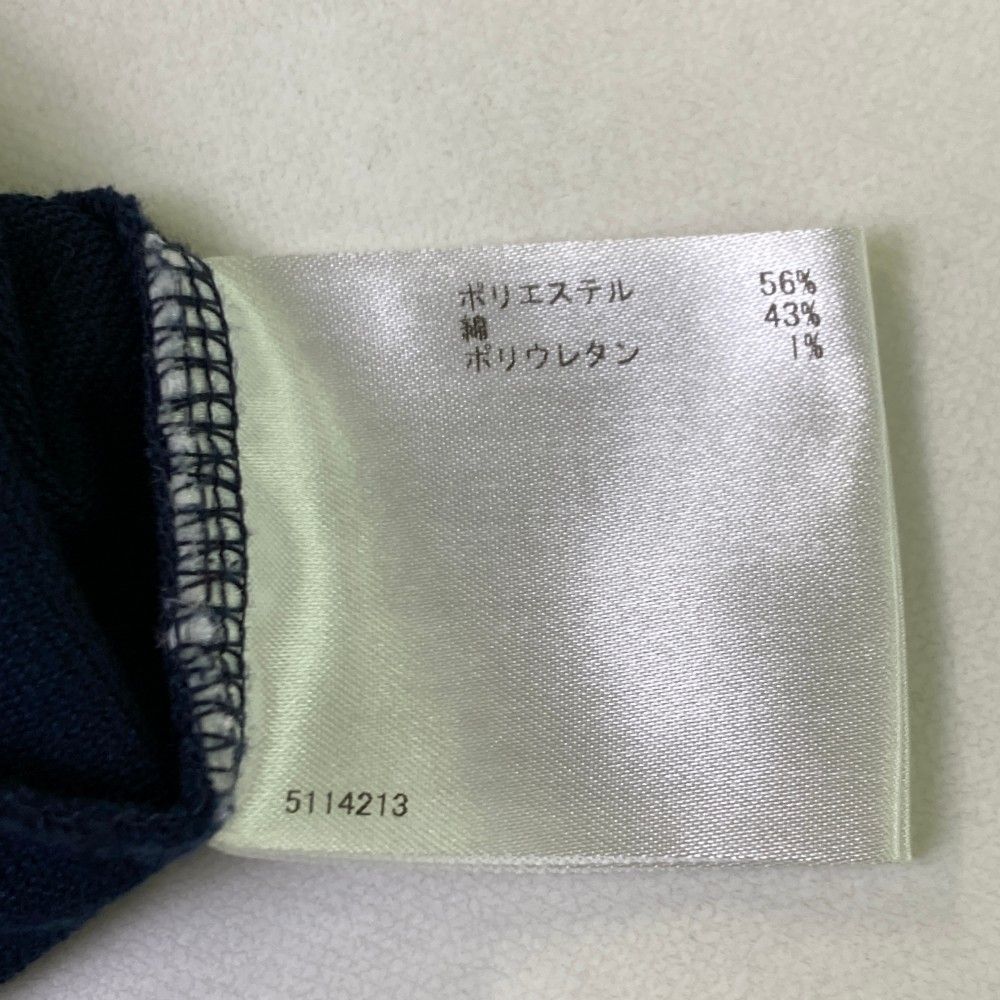 ポリエステル 56%
綿 43%
ポリウレタン 1%
5114213